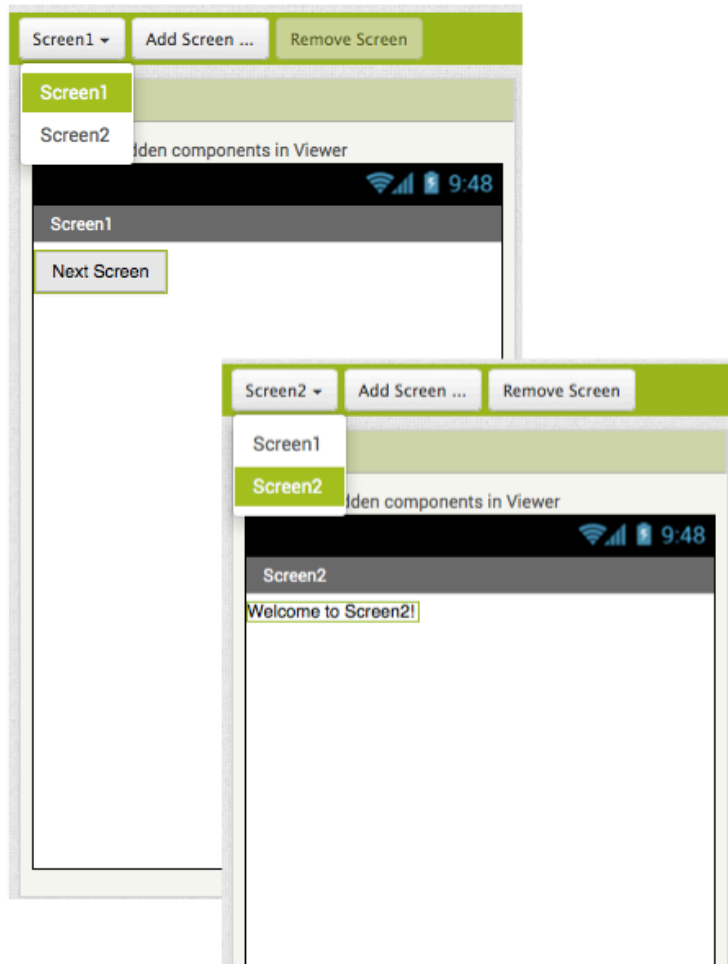 Screen1 Add Screen ... Remove Screen
Screen1
Screen2
dden components in Viewer
9:48
Screen1
Next Screen
Screen2 Add Screen ... Remove Screen
Screen1
Screen2
dden components in Viewer
9:48
Screen2
Welcome to Screen2!